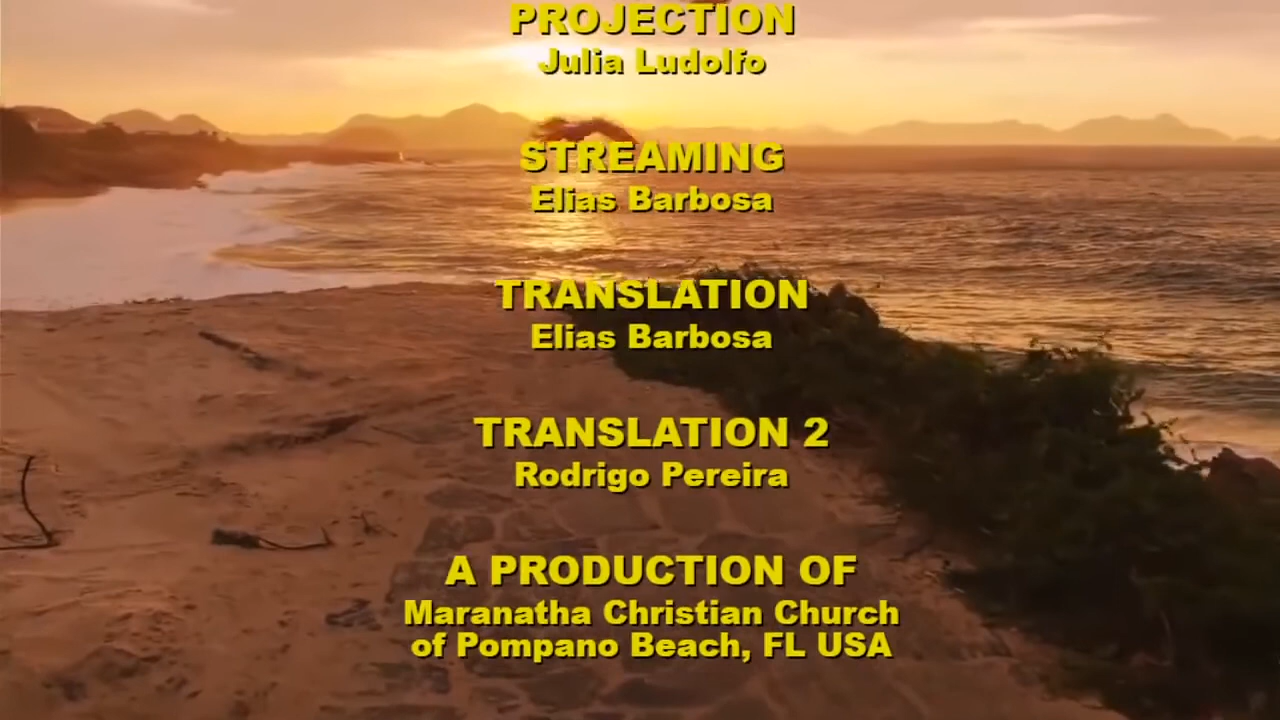 PROJECTION
Julia Ludolfo
STREAMING
Elias Barbosa
TRANSLATION
Elias Barbosa
TRANSLATION 2
Rodrigo Pereira
A PRODUCTION OF
Maranatha Christian Church
of Pompano Beach, FL USA